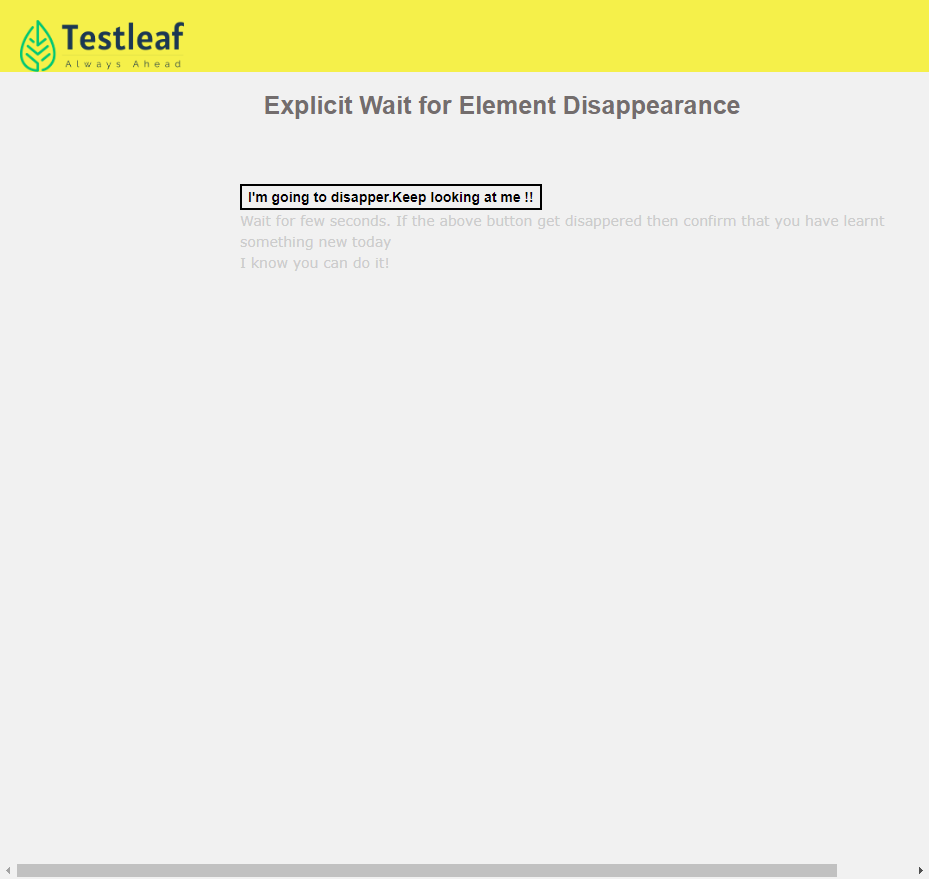 Testleaf
Always Ahead
Explicit Wait for Element Disappearance
I'm going to disapper.Keep looking at me !!
Wait for few seconds. If the above button get disappered then confirm that you have learnt
something new today
I know you can do it!